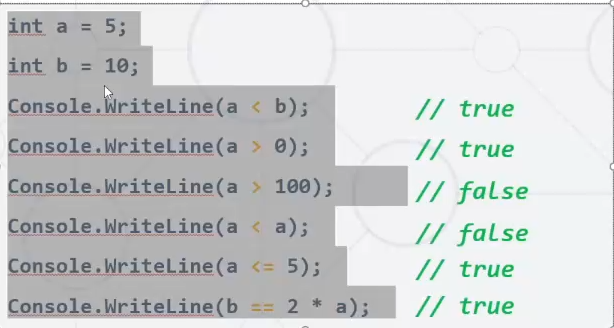 int a = 5;
int b = 10;
Console.WriteLine(a < b); // true
Console.WriteLine(a > 0); // true
Console.WriteLine(a > 100); // false
Console.WriteLine(a < a); // false
Console.WriteLine(a <= 5); // true
Console.WriteLine(b == 2 * a); // true